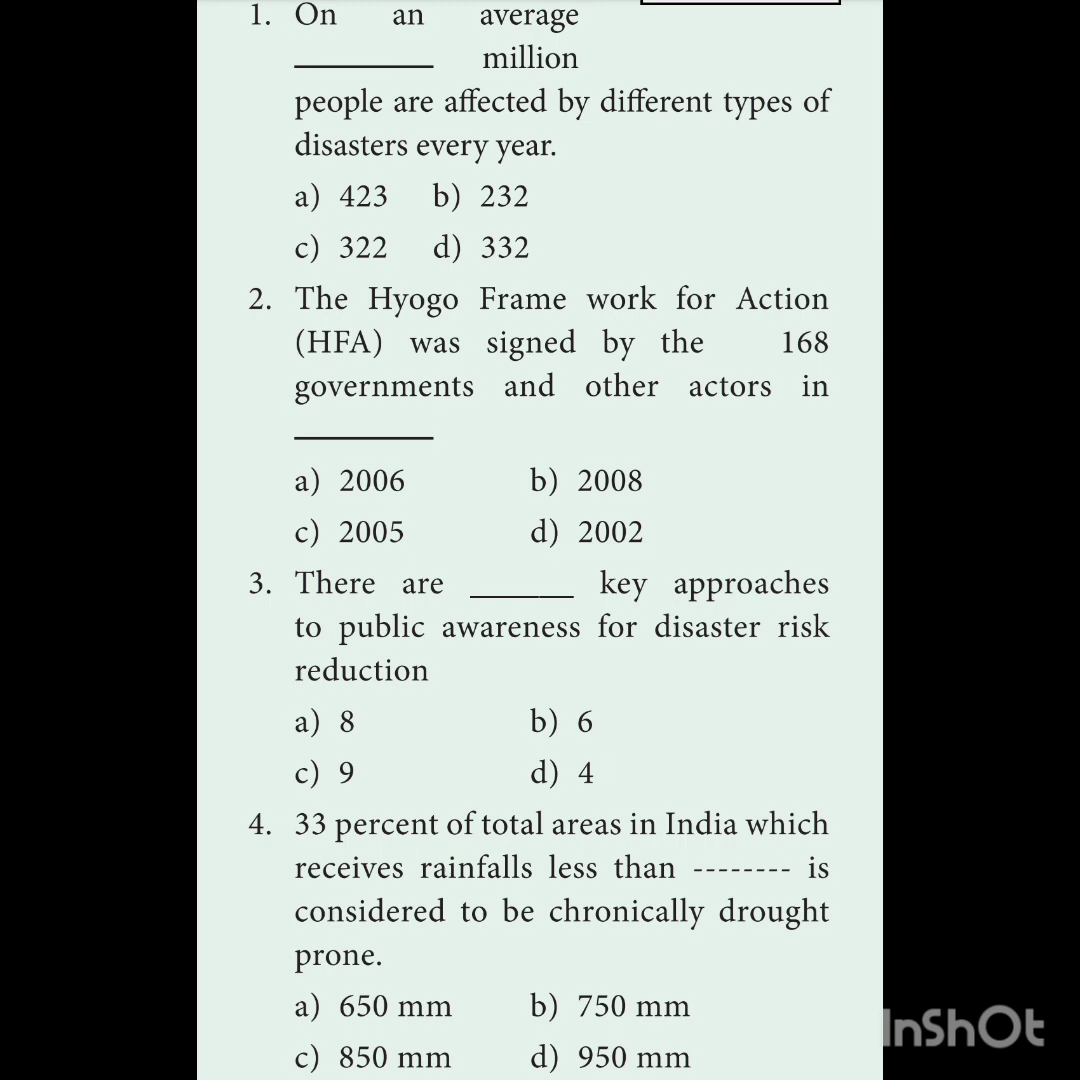 1. On an average
__________ million
people are affected by different types of
disasters every year.
a) 423 b) 232
c) 322 d) 332
2. The Hyogo Frame work for Action
(HFA) was signed by the 168
governments and other actors in
__________
a) 2006 b) 2008
c) 2005 d) 2002
3. There are _______ key approaches
to public awareness for disaster risk
reduction
a) 8 b) 6
c) 9 d) 4
4. 33 percent of total areas in India which
receives rainfalls less than -------- is
considered to be chronically drought
prone.
a) 650 mm b) 750 mm
c) 850 mm d) 950 mm
InShOt